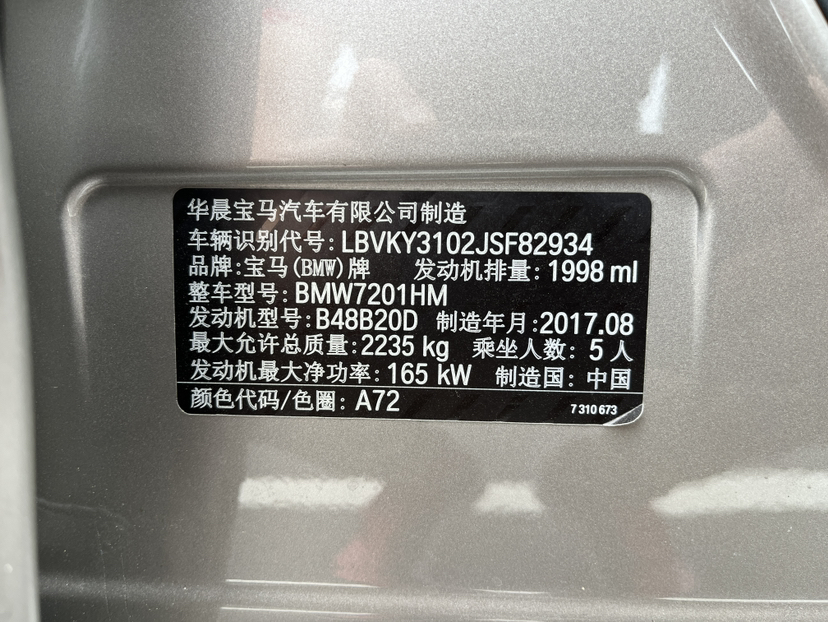 华晨宝马汽车有限公司制造
车辆识别代号: LBVKY3102JSF82934
品牌:宝马(BMW)牌 发动机排量: 1998 ml
整车型号: BMW7201HM
发动机型号: B48B20D 制造年月:2017.08
最大允许总质量:2235 kg 乘坐人数: 5 人
发动机最大净功率: 165 kW 制造国: 中国
颜色代码/色圈: A72 7 310 673